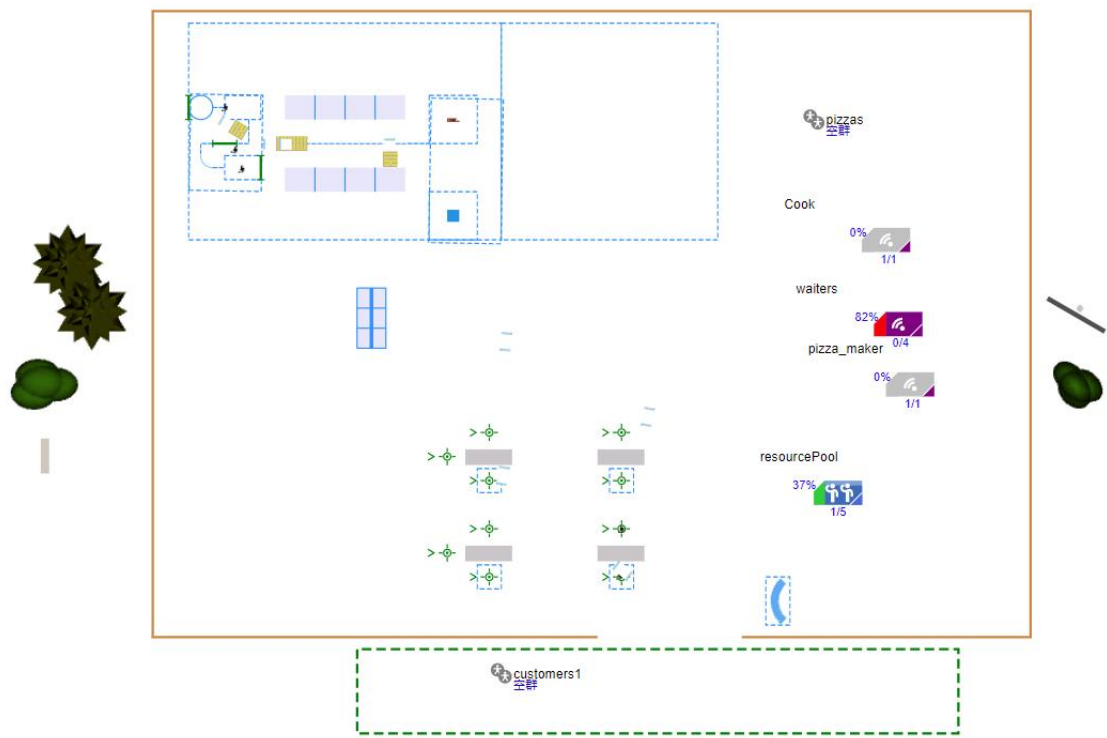 pizzas
空群
Cook
0%
1/1
waiters
82%
0/4
pizza_maker
0%
1/1
resourcePool
37%
1/5
customers1
空群